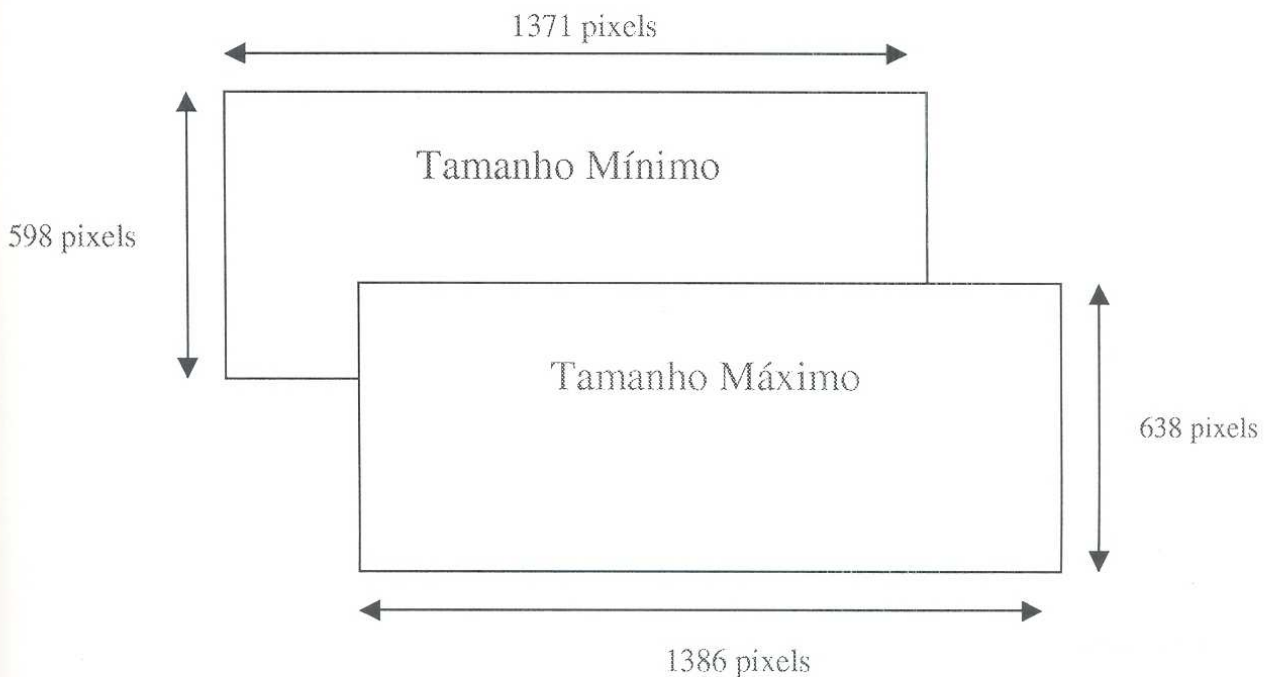 1371 pixels
Tamanho Mínimo
598 pixels
Tamanho Máximo
638 pixels
1386 pixels